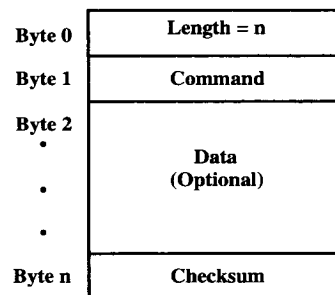 Byte 0 Length = n
Byte 1 Command
Byte 2
Data
(Optional)
Byte n Checksum